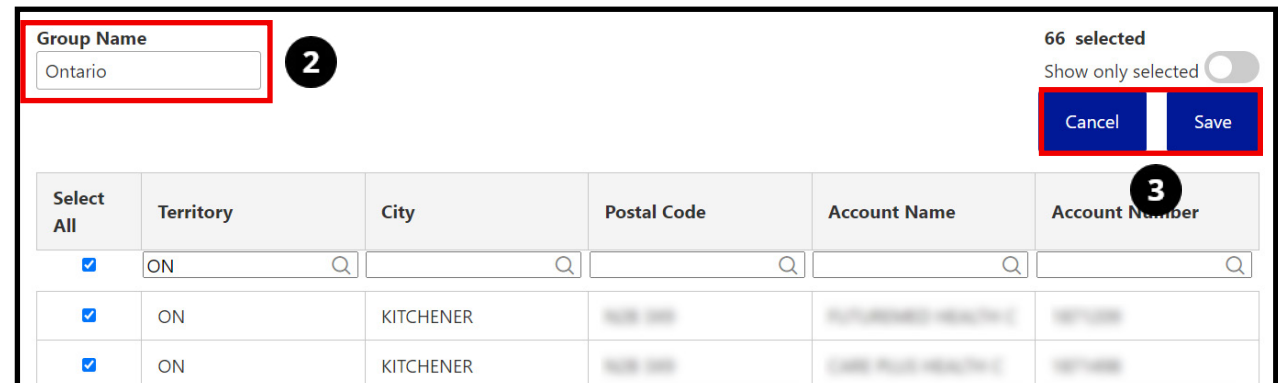 Group Name
Ontario
2
66 selected
Show only selected
Cancel Save
3
Select All Territory City Postal Code Account Name Account Number
ON
ON KITCHENER
ON KITCHENER